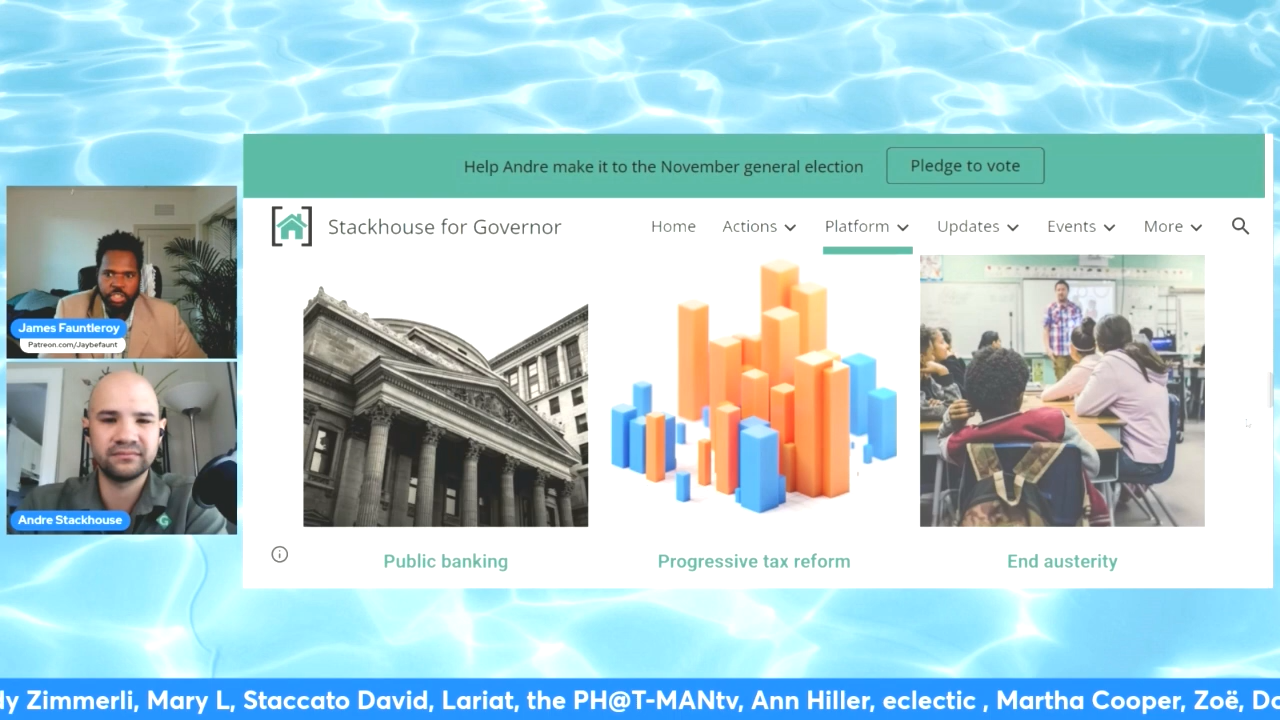 Help Andre make it to the November general election
Pledge to vote
Stackhouse for Governor
Home
Actions
Platform
Updates
Events
More
James Fauntleroy
Patreon.com/Jaybefaunt
Andre Stackhouse
Public banking
Progressive tax reform
End austerity
Zimmerli, Mary L, Staccato David, Lariat, the PH@T-MANtv, Ann Hiller, eclectic , Martha Cooper, Zoë,